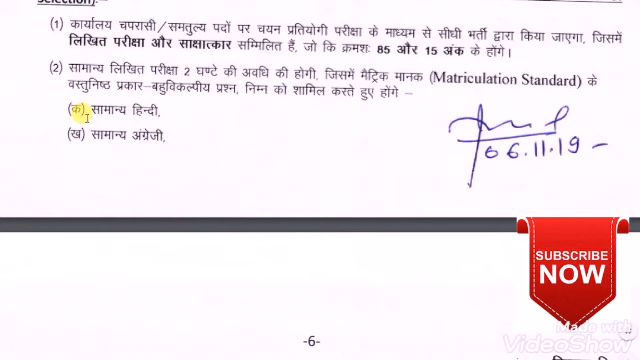 Selection):
(1) कार्यालय चपरासी/समतुल्य पदों पर चयन प्रतियोगी परीक्षा के माध्यम से सीधी भर्ती द्वारा किया जाएगा, जिसमें
लिखित परीक्षा और साक्षात्कार सम्मिलित हैं, जो कि क्रमशः 85 और 15 अंक के होंगे।
(2) सामान्य लिखित परीक्षा 2 घण्टे की अवधि की होगी, जिसमें मैट्रिक मानक (Matriculation Standard) के
वस्तुनिष्ठ प्रकार-बहुविकल्पीय प्रश्न, निम्न को शामिल करते हुए होंगे -
(क) सामान्य हिन्दी,
(ख) सामान्य अंग्रेजी,
06.11.19
SUBSCRIBE
NOW
Made with
VideoShow
-6-